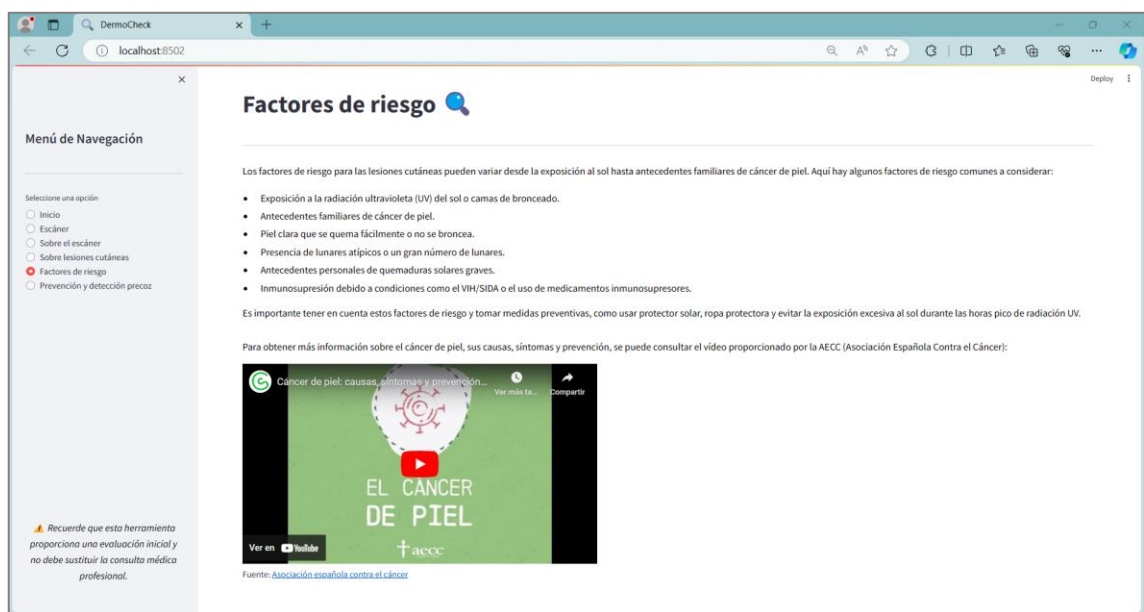 DermoCheck
localhost:8502
Deploy
Menú de Navegación
Seleccione una opción
Inicio
Escáner
Sobre el escáner
Sobre lesiones cutáneas
Factores de riesgo
Prevención y detección precoz
⚠ Recuerde que esta herramienta
proporciona una evaluación inicial y
no debe sustituir la consulta médica
profesional.
Factores de riesgo
Los factores de riesgo para las lesiones cutáneas pueden variar desde la exposición al sol hasta antecedentes familiares de cáncer de piel. Aquí hay algunos factores de riesgo comunes a considerar:
• Exposición a la radiación ultravioleta (UV) del sol o camas de bronceado.
• Antecedentes familiares de cáncer de piel.
• Piel clara que se quema fácilmente o no se broncea.
• Presencia de lunares atípicos o un gran número de lunares.
• Antecedentes personales de quemaduras solares graves.
• Inmunosupresión debido a condiciones como el VIH/SIDA o el uso de medicamentos inmunosupresores.
Es importante tener en cuenta estos factores de riesgo y tomar medidas preventivas, como usar protector solar, ropa protectora y evitar la exposición excesiva al sol durante las horas pico de radiación UV.
Para obtener más información sobre el cáncer de piel, sus causas, síntomas y prevención, se puede consultar el vídeo proporcionado por la AECC (Asociación Española Contra el Cáncer):
Cáncer de piel: causas, síntomas y prevención...
Ver más ta...
Compartir
EL CÁNCER
DE PIEL
aecc
Ver en YouTube
Fuente: Asociación española contra el cáncer